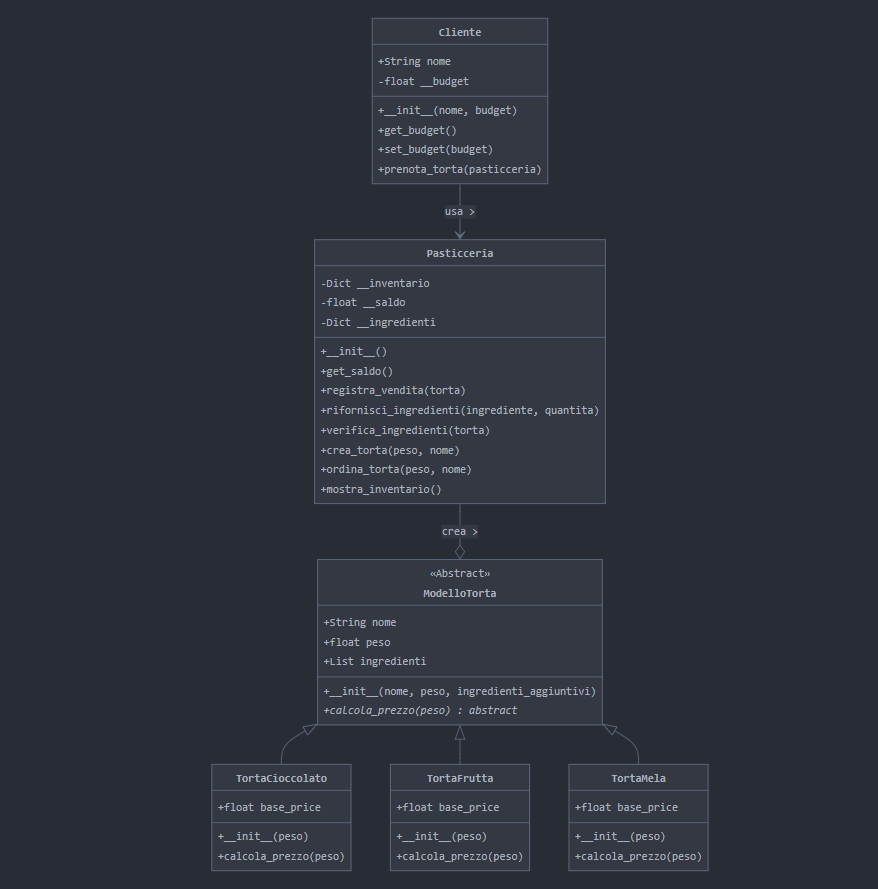 Cliente
+String nome
-float __budget
+__init__(nome, budget)
+get_budget()
+set_budget(budget)
+prenota_torta(pasticceria)
usa >
Pasticceria
-Dict __inventario
-float __saldo
-Dict __ingredienti
+__init__()
+get_saldo()
+registra_vendita(torta)
+rifornisci_ingredienti(ingrediente, quantita)
+verifica_ingredienti(torta)
+crea_torta(peso, nome)
+ordina_torta(peso, nome)
+mostra_inventario()
crea >
«Abstract»
ModelloTorta
+String nome
+float peso
+List ingredienti
+__init__(nome, peso, ingredienti_aggiuntivi)
+calcola_prezzo(peso) : abstract
TortaCioccolato
+float base_price
+__init__(peso)
+calcola_prezzo(peso)
TortaFrutta
+float base_price
+__init__(peso)
+calcola_prezzo(peso)
TortaMela
+float base_price
+__init__(peso)
+calcola_prezzo(peso)